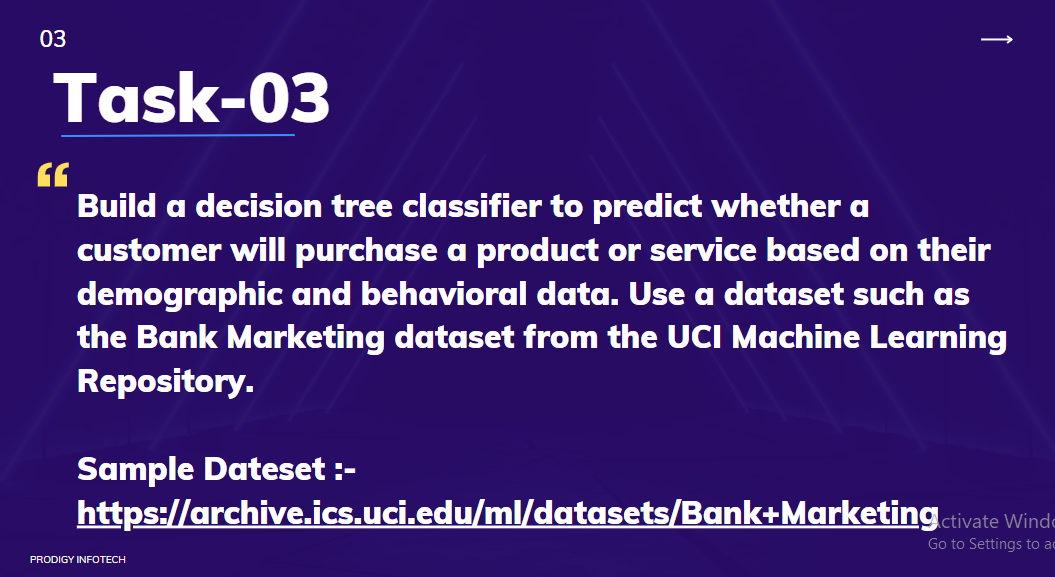 03
Task-03
“
Build a decision tree classifier to predict whether a
customer will purchase a product or service based on their
demographic and behavioral data. Use a dataset such as
the Bank Marketing dataset from the UCI Machine Learning
Repository.
Sample Dateset :-
https://archive.ics.uci.edu/ml/datasets/Bank+Marketing
Activate Windo
Go to Settings to ac
PRODIGY INFOTECH